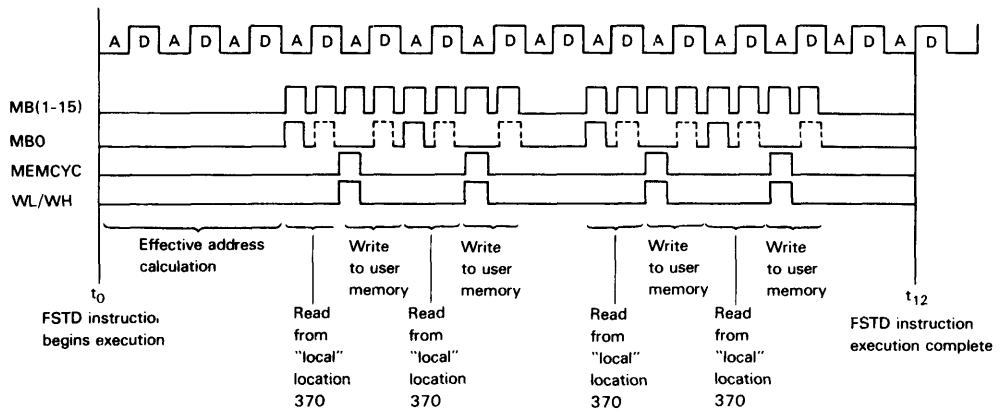 A D A D A D A D A D A D A D A D A D A D A D A D A D A D
MB(1-15)
MB0
MEMCYC
WL/WH
Effective address
calculation
Write
to user
memory
Write
to user
memory
Write
to user
memory
Write
to user
memory
t0
FSTD instruction
begins execution
Read
from
"local"
location
370
Read
from
"local"
location
370
Read
from
"local"
location
370
Read
from
"local"
location
370
t12
FSTD instruction
execution complete